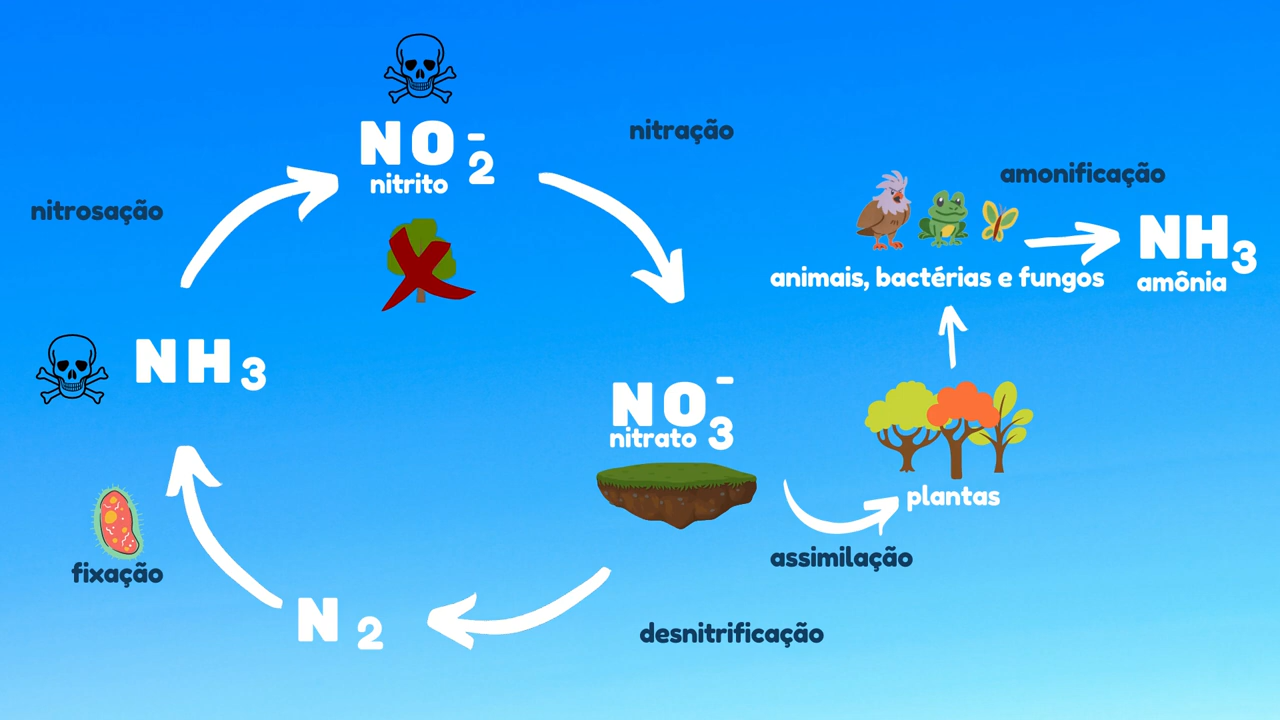 NO₂⁻
nitrito
nitração
nitrosação
amonificação
NH₃
amônia
animais, bactérias e fungos
NH₃
NO₃⁻
nitrato
plantas
assimilação
fixação
N₂
desnitrificação